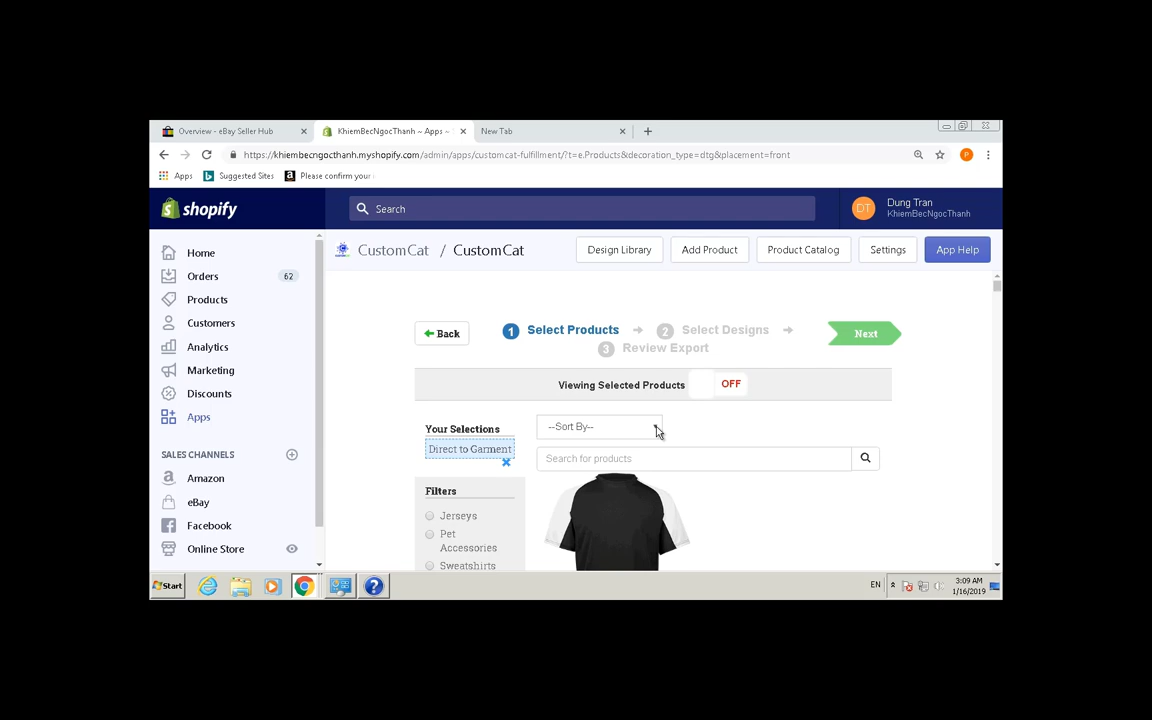 Overview - eBay Seller Hub
KhiemBecNgocThanh ~ Apps ~
New Tab
https://khiembecngocthanh.myshopify.com/admin/apps/customcat-fulfillment/?t=e.Products&decoration_type=dtg&placement=front
P
Apps
Suggested Sites
Please confirm your
shopify
Search
DT
Dung Tran
KhiemBecNgocThanh
Home
Orders 62
Products
Customers
Analytics
Marketing
Discounts
Apps
SALES CHANNELS
Amazon
eBay
Facebook
Online Store
CustomCat / CustomCat
Design Library
Add Product
Product Catalog
Settings
App Help
Back
1 Select Products
2 Select Designs
3 Review Export
Next
Viewing Selected Products OFF
Your Selections
Direct to Garment
--Sort By--
Search for products
Filters
Jerseys
Pet
Accessories
Sweatshirts
Start
EN
3:09 AM
1/16/2019